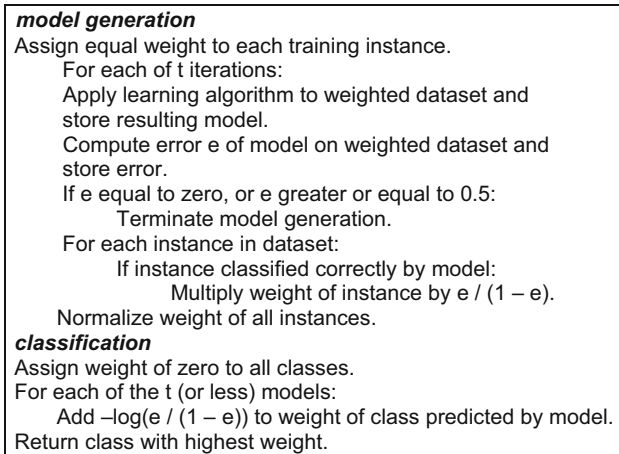 model generation
Assign equal weight to each training instance.
For each of t iterations:
Apply learning algorithm to weighted dataset and
store resulting model.
Compute error e of model on weighted dataset and
store error.
If e equal to zero, or e greater or equal to 0.5:
Terminate model generation.
For each instance in dataset:
If instance classified correctly by model:
Multiply weight of instance by e / (1 – e).
Normalize weight of all instances.
classification
Assign weight of zero to all classes.
For each of the t (or less) models:
Add –log(e / (1 – e)) to weight of class predicted by model.
Return class with highest weight.